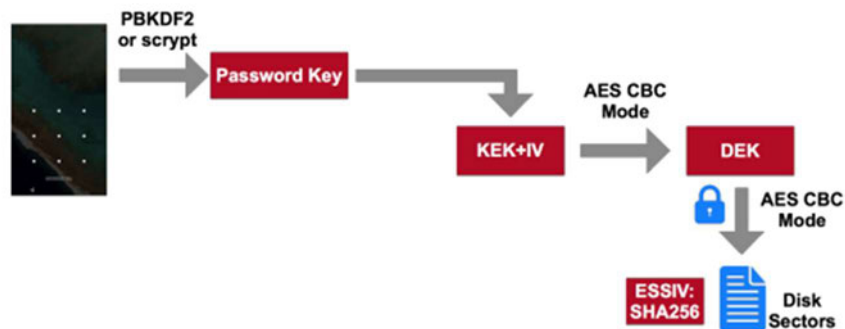 PBKDF2
or scrypt
Password Key
AES CBC
Mode
KEK+IV
DEK
AES CBC
Mode
ESSIV:
SHA256
Disk
Sectors